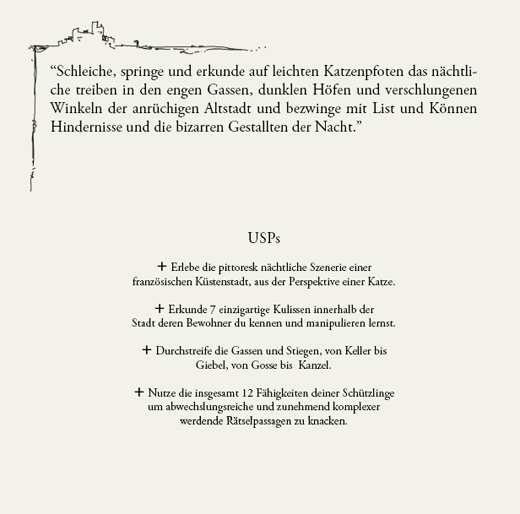 “Schleiche, springe und erkunde auf leichten Katzenpfoten das nächtli-
che treiben in den engen Gassen, dunklen Höfen und verschlungenen
Winkeln der anrüchigen Altstadt und bezwinge mit List und Können
Hindernisse und die bizarren Gestallten der Nacht.”
USPs
+ Erlebe die pittoresk nächtliche Szenerie einer
französischen Küstenstadt, aus der Perspektive einer Katze.
+ Erkunde 7 einzigartige Kulissen innerhalb der
Stadt deren Bewohner du kennen und manipulieren lernst.
+ Durchstreife die Gassen und Stiegen, von Keller bis
Giebel, von Gosse bis Kanzel.
+ Nutze die insgesamt 12 Fähigkeiten deiner Schützlinge
um abwechslungsreiche und zunehmend komplexer
werdende Rätselpassagen zu knacken.